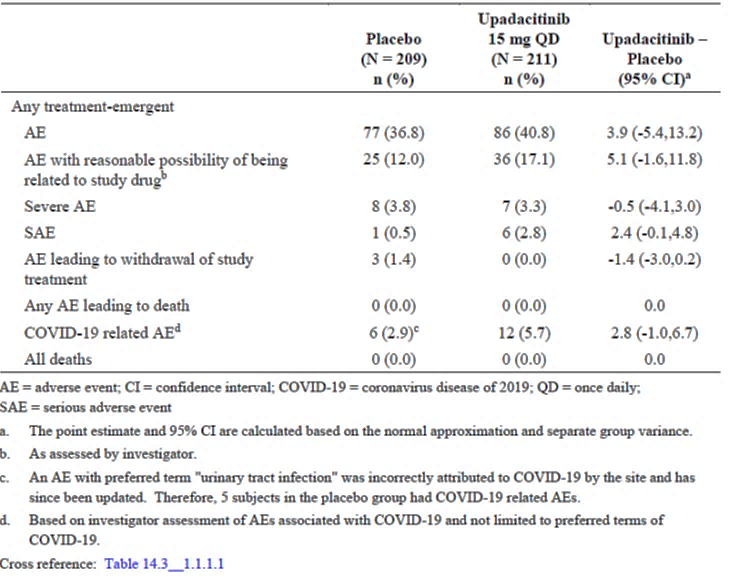 Placebo
(N = 209)
n (%)
Upadacitinib
15 mg QD
(N = 211)
n (%)
Upadacitinib –
Placebo
(95% CI)a
Any treatment-emergent
AE 77 (36.8) 86 (40.8) 3.9 (-5.4,13.2)
AE with reasonable possibility of being 25 (12.0) 36 (17.1) 5.1 (-1.6,11.8)
related to study drugb
Severe AE 8 (3.8) 7 (3.3) -0.5 (-4.1,3.0)
SAE 1 (0.5) 6 (2.8) 2.4 (-0.1,4.8)
AE leading to withdrawal of study 3 (1.4) 0 (0.0) -1.4 (-3.0,0.2)
treatment
Any AE leading to death 0 (0.0) 0 (0.0) 0.0
COVID-19 related AEd 6 (2.9)c 12 (5.7) 2.8 (-1.0,6.7)
All deaths 0 (0.0) 0 (0.0) 0.0
AE = adverse event; CI = confidence interval; COVID-19 = coronavirus disease of 2019; QD = once daily;
SAE = serious adverse event
a. The point estimate and 95% CI are calculated based on the normal approximation and separate group variance.
b. As assessed by investigator.
c. An AE with preferred term "urinary tract infection" was incorrectly attributed to COVID-19 by the site and has
since been updated. Therefore, 5 subjects in the placebo group had COVID-19 related AEs.
d. Based on investigator assessment of AEs associated with COVID-19 and not limited to preferred terms of
COVID-19.
Cross reference: Table 14.3__1.1.1.1